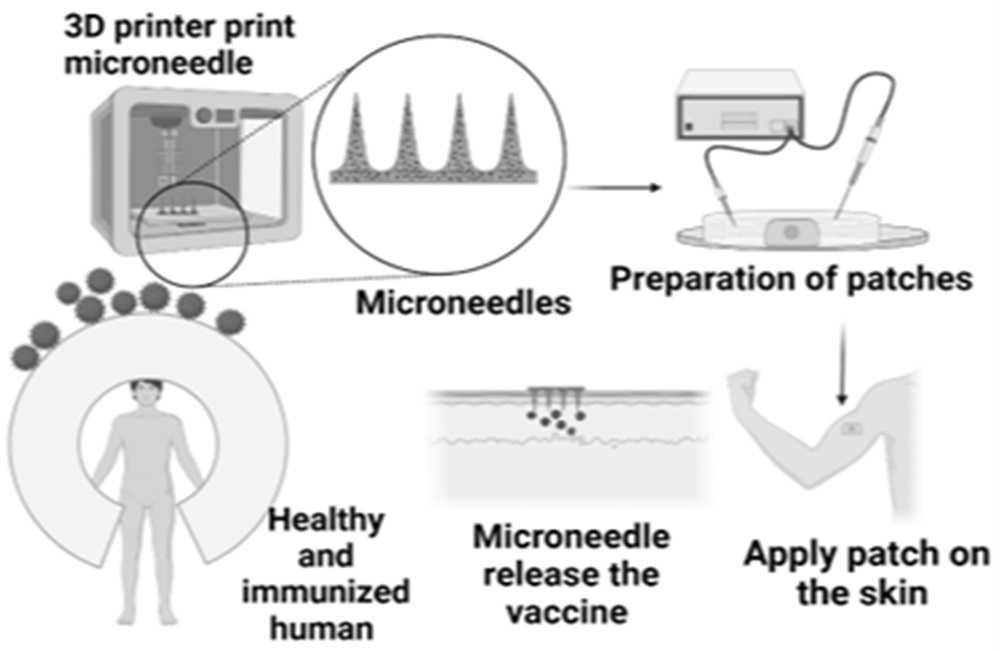 3D printer print
microneedle
Microneedles
Preparation of patches
Apply patch on
the skin
Microneedle
release the
vaccine
Healthy
and
immunized
human